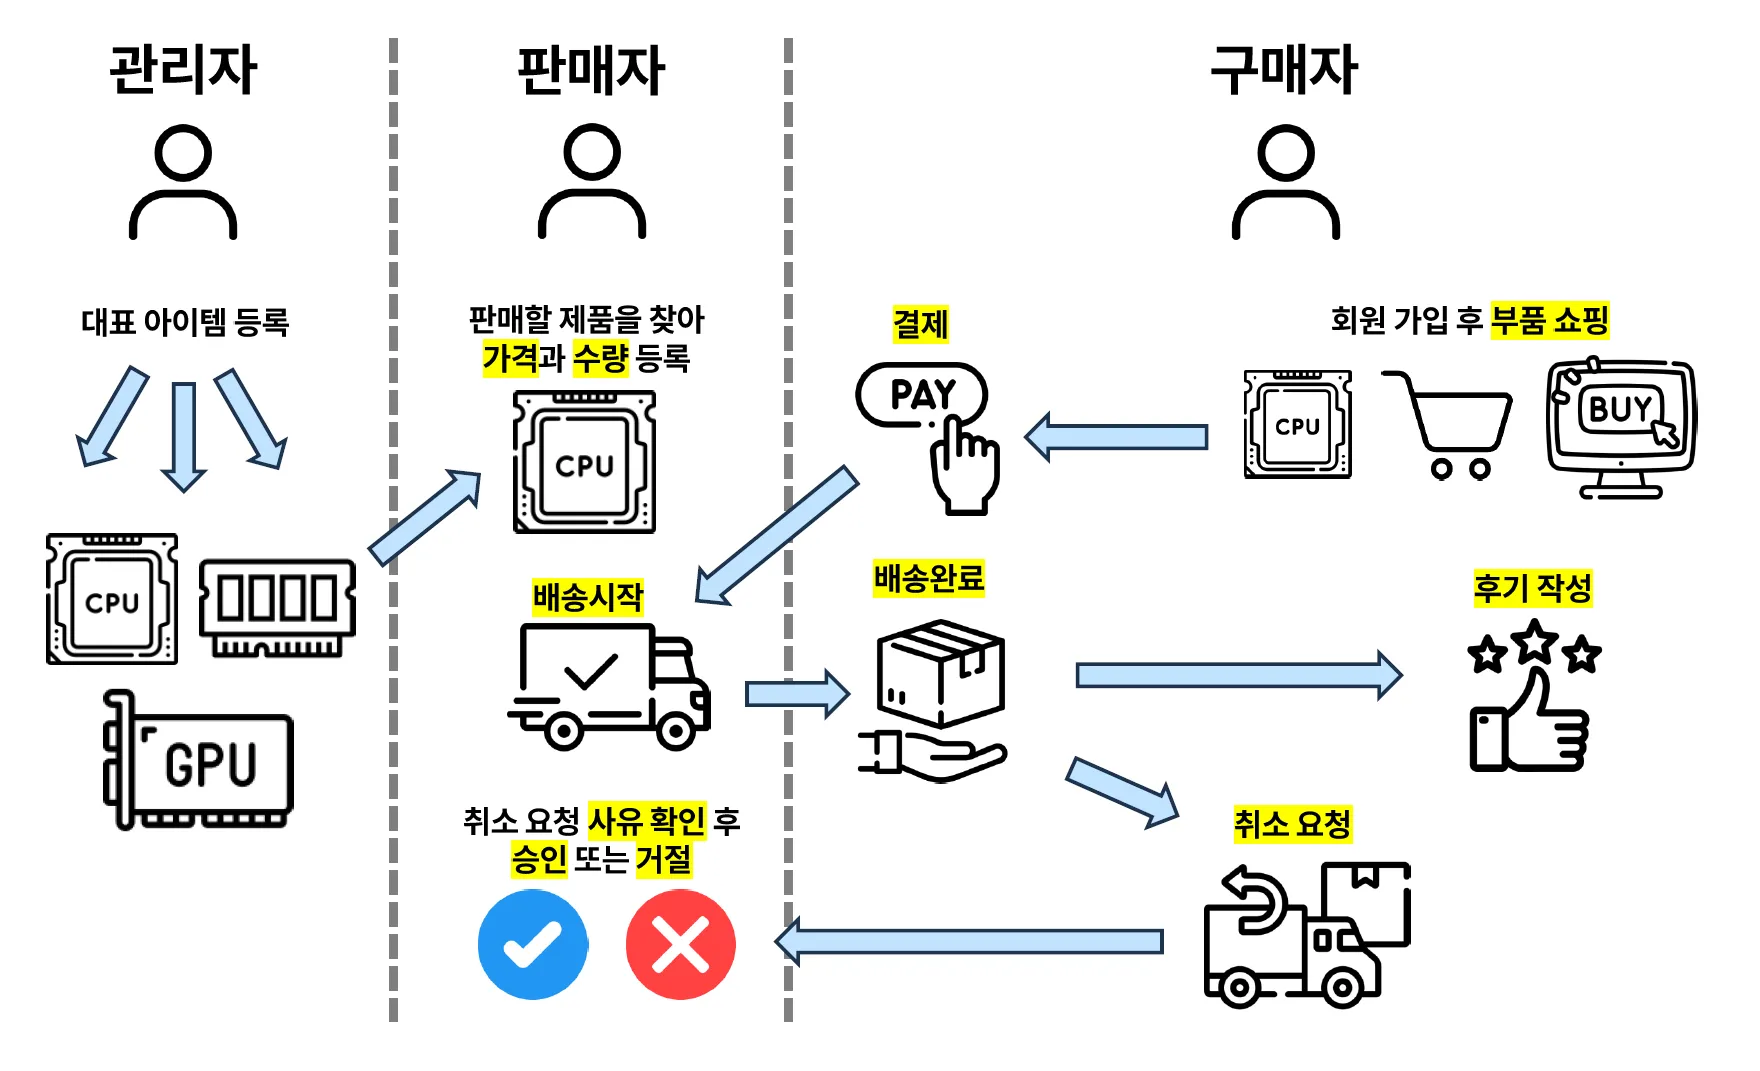 관리자
판매자
구매자
대표 아이템 등록
CPU
GPU
판매할 제품을 찾아
가격과 수량 등록
CPU
배송시작
취소 요청 사유 확인 후
승인 또는 거절
결제
PAY
배송완료
회원 가입 후 부품 쇼핑
CPU
BUY
후기 작성
취소 요청